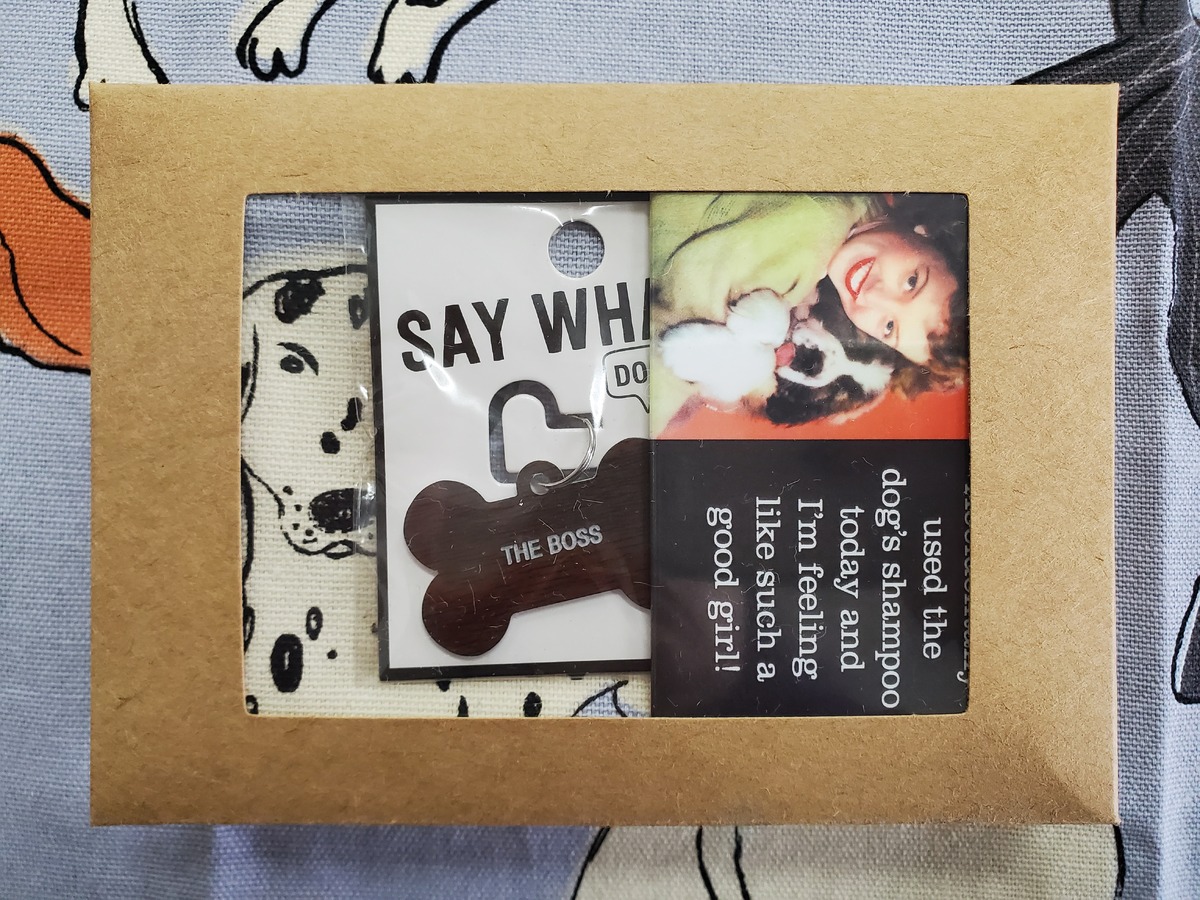 SAY WHA
DO
THE BOSS
used the
dog's shampoo
today and
I'm feeling
like such a
good girl!